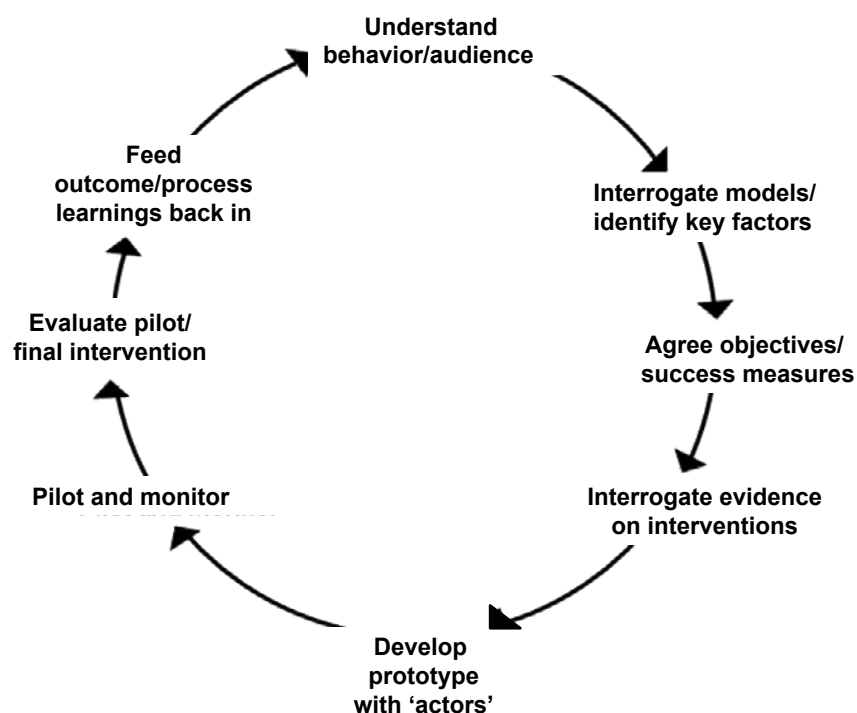 Understand
behavior/audience
Interrogate models/
identify key factors
Agree objectives/
success measures
Interrogate evidence
on interventions
Develop
prototype
with ‘actors’
Pilot and monitor
Evaluate pilot/
final intervention
Feed
outcome/process
learnings back in